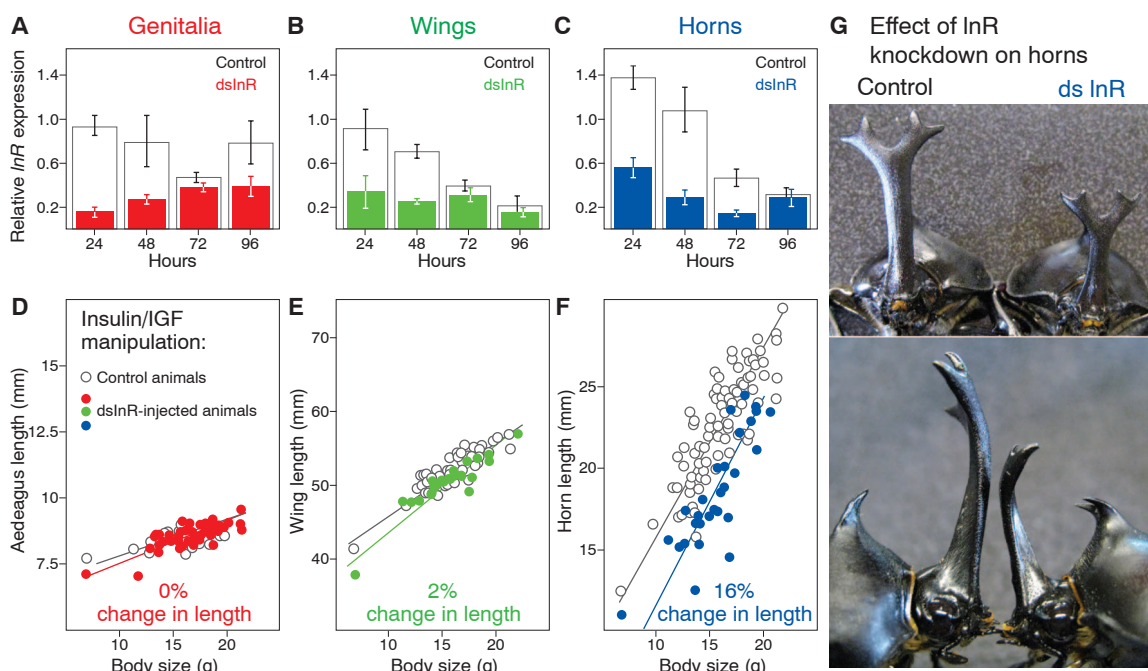 A
Genitalia
Relative InR expression
1.4
1.0
0.6
0.2
Control
dsInR
24 48 72 96
Hours
B
Wings
1.4
1.0
0.6
0.2
Control
dsInR
24 48 72 96
Hours
C
Horns
1.4
1.0
0.6
0.2
Control
dsInR
24 48 72 96
Hours
G
Effect of InR
knockdown on horns
Control
ds InR
D
Aedeagus length (mm)
15
12.5
10
7.5
Insulin/IGF
manipulation:
Control animals
dsInR-injected animals
0%
change in length
10 15 20
Body size (g)
E
Wing length (mm)
70
60
50
40
2%
change in length
10 15 20
Body size (g)
F
Horn length (mm)
25
20
15
16%
change in length
10 15 20
Body size (g)